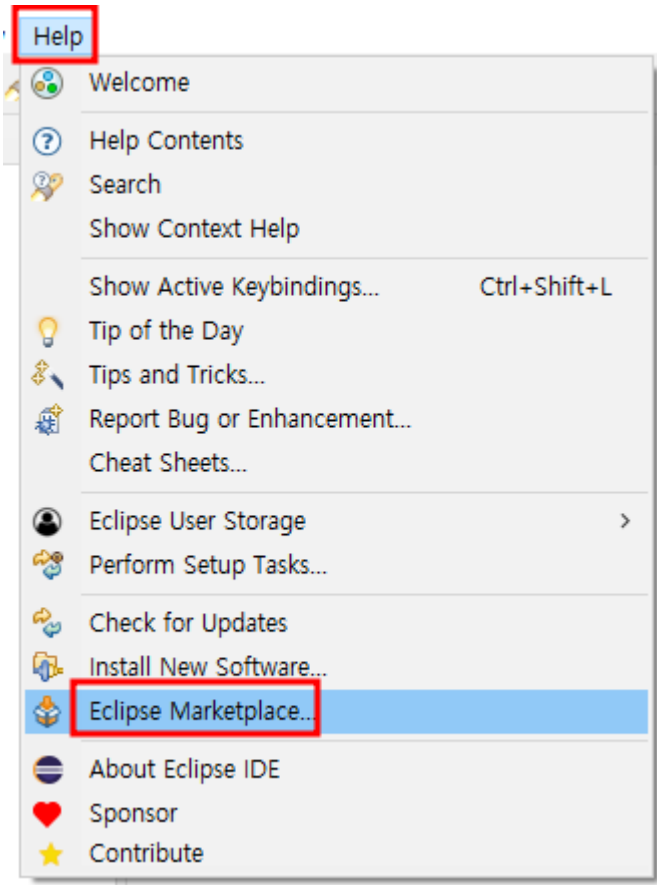 Help
Welcome
Help Contents
Search
Show Context Help
Show Active Keybindings... Ctrl+Shift+L
Tip of the Day
Tips and Tricks...
Report Bug or Enhancement...
Cheat Sheets...
Eclipse User Storage
Perform Setup Tasks...
Check for Updates
Install New Software...
Eclipse Marketplace...
About Eclipse IDE
Sponsor
Contribute